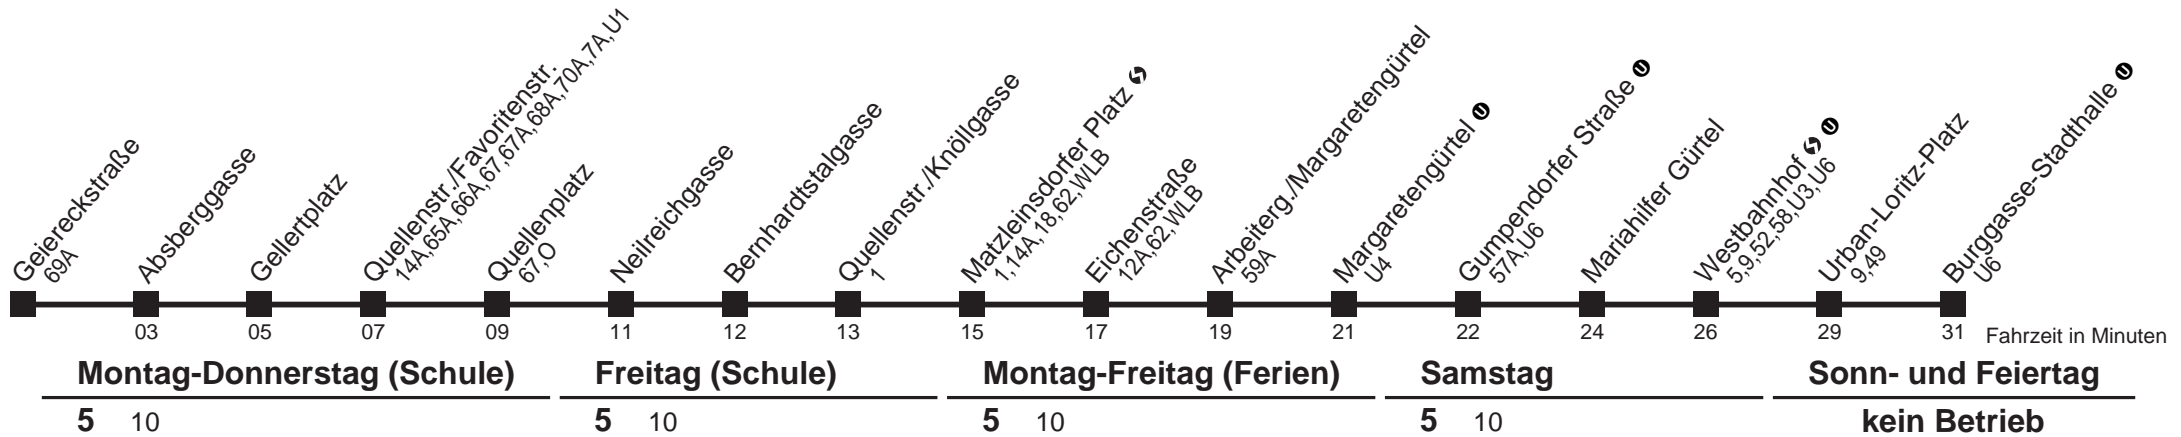 Geiereckstraße
69A
Absberggasse
Gellertplatz
Quellenstr./Favoritenstr.
14A,65A,66A,67,67A,68A,70A,7A,U1
Quellenplatz
67,O
Neilreichgasse
Bernhardtstalgasse
Quellenstr./Knöllgasse
1
Matzleinsdorfer Platz
1,14A,18,62,WLB
Eichenstraße
12A,62,WLB
Arbeiterg./Margaretengürtel
59A
Margaretengürtel U
U4
Gumpendorfer Straße U
57A,U6
Mariahilfer Gürtel
Westbahnhof U
5,9,52,58,U3,U6
Urban-Loritz-Platz
9,49
Burggasse-Stadthalle U
U6
03 05 07 09 11 12 13 15 17 19 21 22 24 26 29 31 Fahrzeit in Minuten
Montag-Donnerstag (Schule) Freitag (Schule) Montag-Freitag (Ferien) Samstag Sonn- und Feiertag
5 10 5 10 5 10 5 10 kein Betrieb